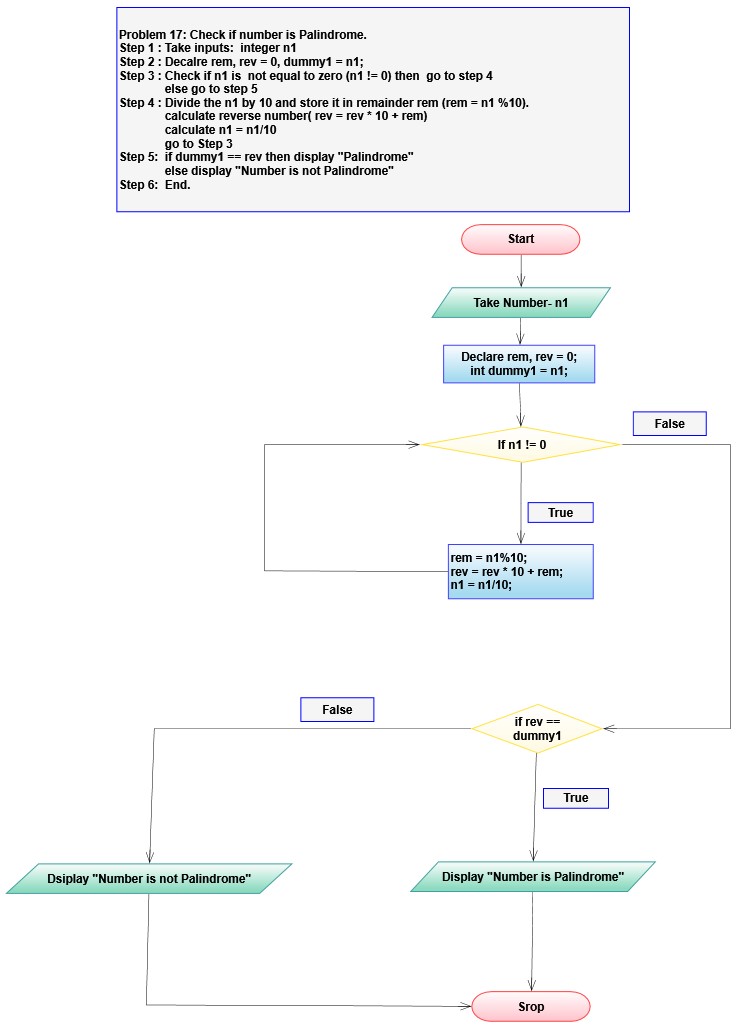 Problem 17: Check if number is Palindrome.
Step 1 : Take inputs:  integer n1
Step 2 : Decalre rem, rev = 0, dummy1 = n1;
Step 3 : Check if n1 is  not equal to zero (n1 != 0) then  go to step 4
else go to step 5
Step 4 : Divide the n1 by 10 and store it in remainder rem (rem = n1 %10).
calculate reverse number( rev = rev * 10 + rem)
calculate n1 = n1/10
go to Step 3
Step 5:  if dummy1 == rev then display "Palindrome"
else display "Number is not Palindrome"
Step 6:  End.
Start
Take Number- n1
Declare rem, rev = 0;
int dummy1 = n1;
If n1 != 0
False
True
rem = n1%10;
rev = rev * 10 + rem;
n1 = n1/10;
False
if rev ==
dummy1
True
Dsiplay "Number is not Palindrome"
Display "Number is Palindrome"
Srop